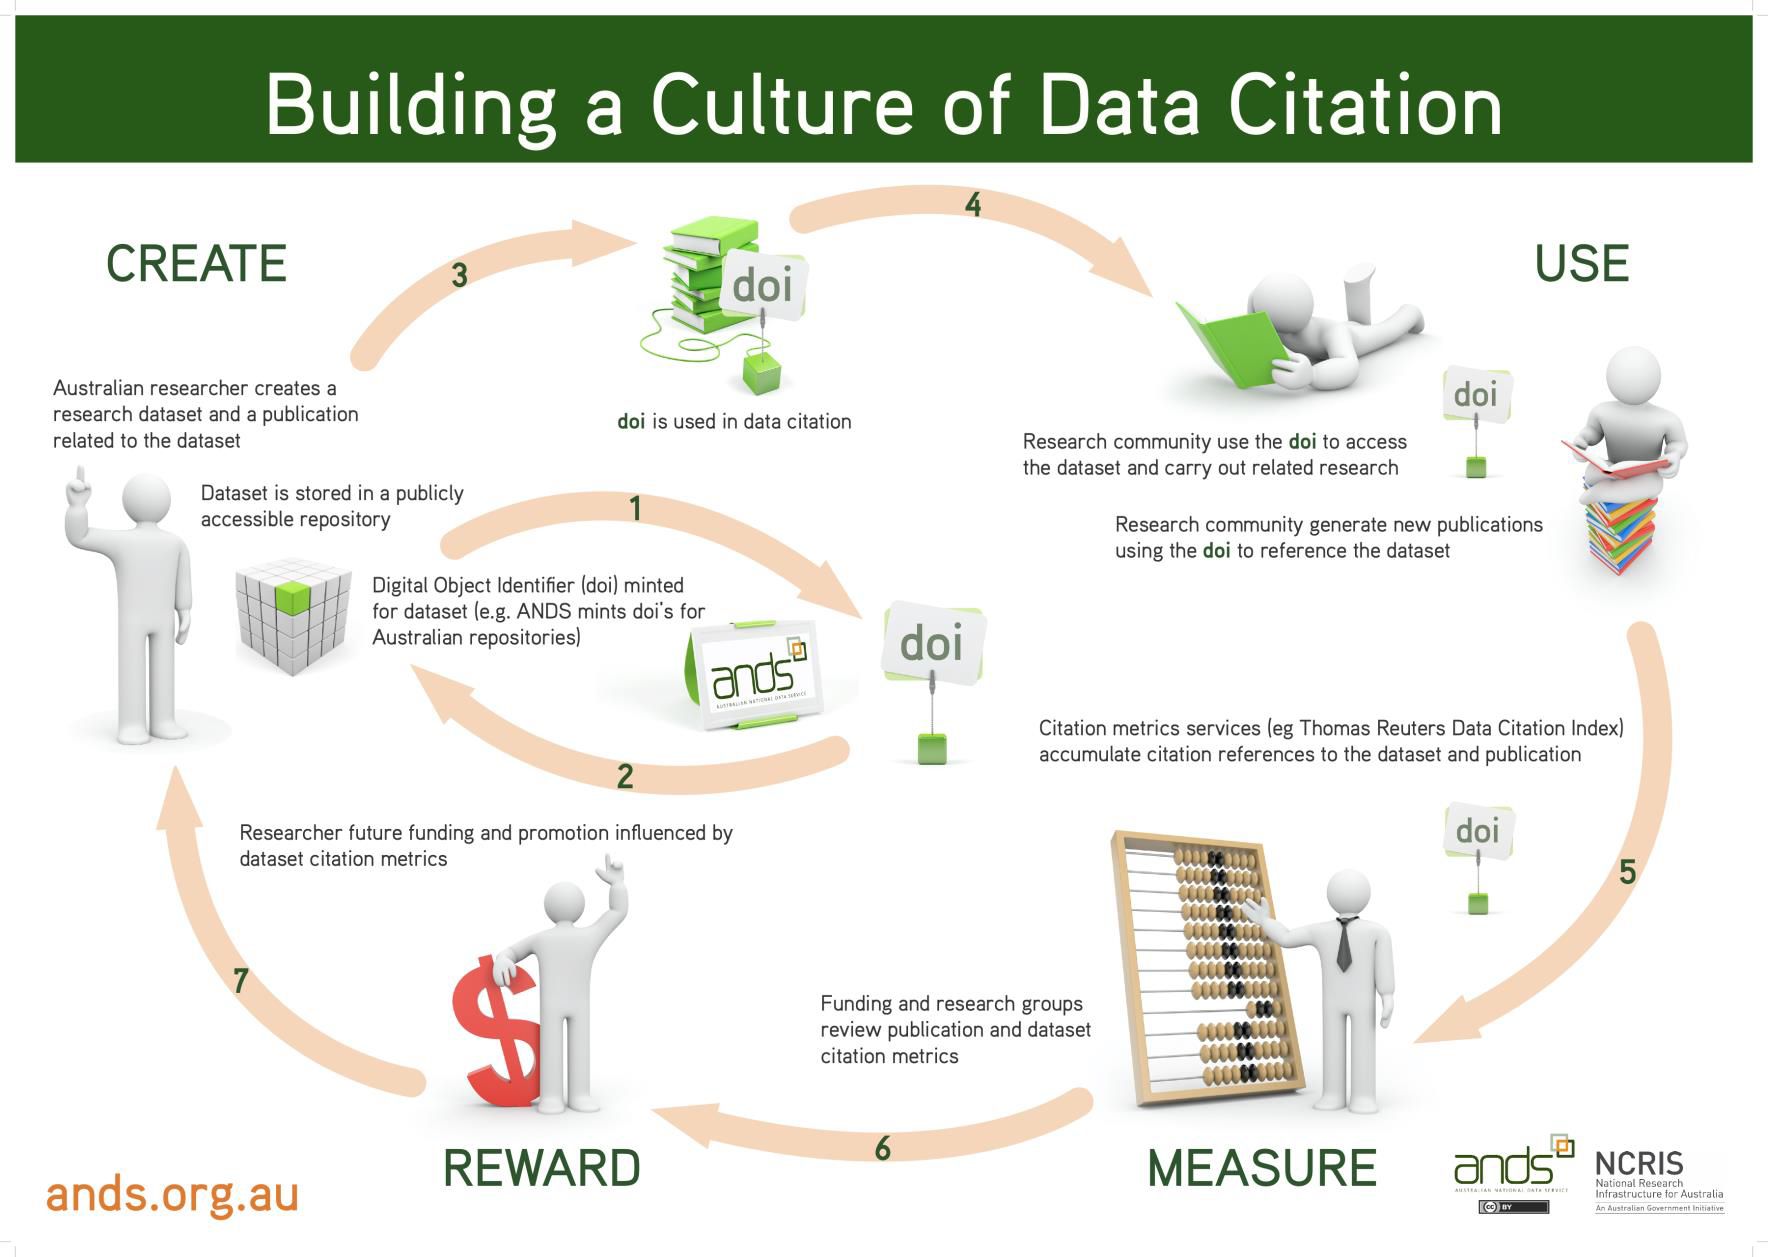 Building a Culture of Data Citation
CREATE
3
4
USE
doi
doi is used in data citation
Australian researcher creates a
research dataset and a publication
related to the dataset
Dataset is stored in a publicly
accessible repository
1
Digital Object Identifier (doi) minted
for dataset (e.g. ANDS mints doi's for
Australian repositories)
ands
AUSTRALIAN NATIONAL DATA SERVICE
doi
2
doi
Research community use the doi to access
the dataset and carry out related research
Research community generate new publications
using the doi to reference the dataset
Citation metrics services (eg Thomas Reuters Data Citation Index)
accumulate citation references to the dataset and publication
doi
5
Researcher future funding and promotion influenced by
dataset citation metrics
7
Funding and research groups
review publication and dataset
citation metrics
6
REWARD
MEASURE
ands.org.au
ands
AUSTRALIAN NATIONAL DATA SERVICE
cc BY
NCRIS
National Research
Infrastructure for Australia
An Australian Government Initiative